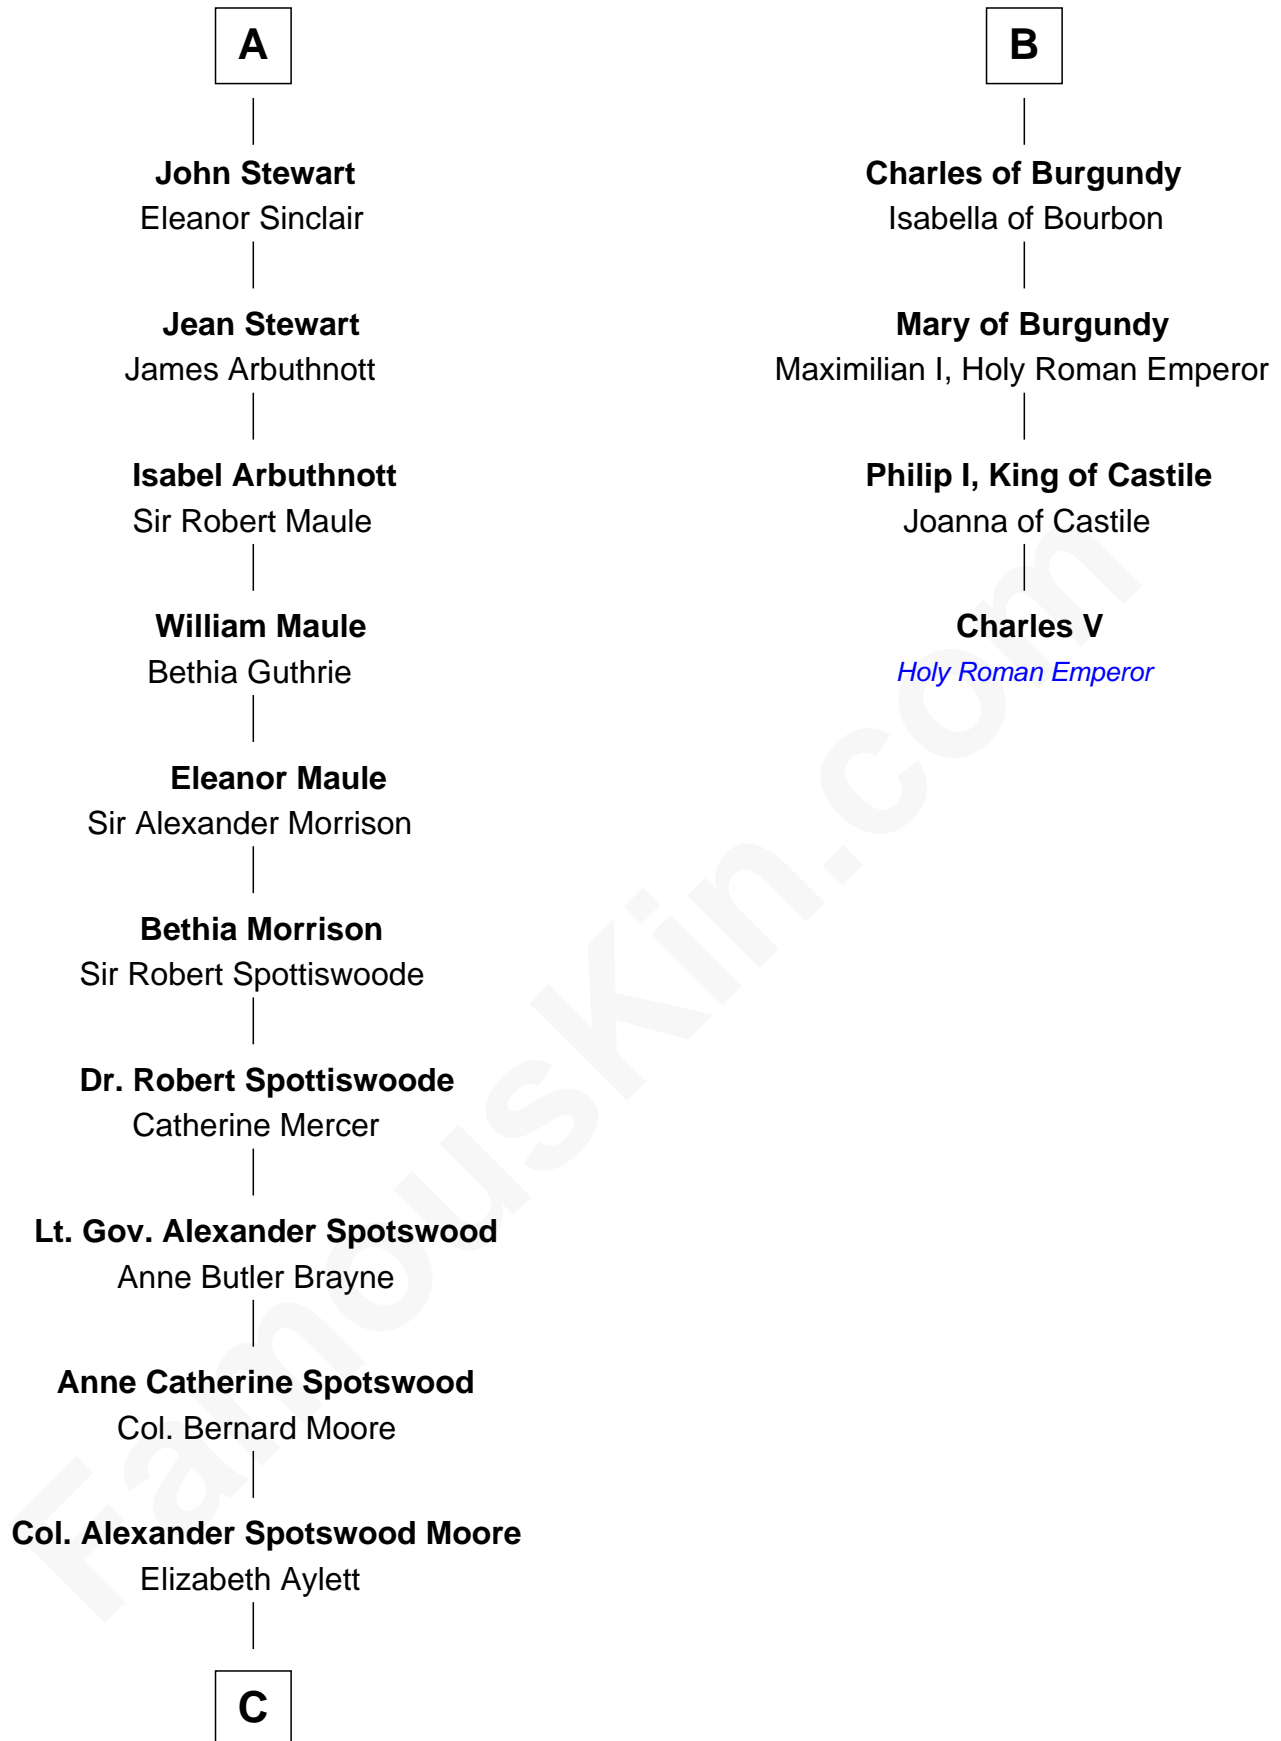 A
John Stewart
Eleanor Sinclair
Jean Stewart
James Arbuthnott
Isabel Arbuthnott
Sir Robert Maule
William Maule
Bethia Guthrie
Eleanor Maule
Sir Alexander Morrison
Bethia Morrison
Sir Robert Spottiswoode
Dr. Robert Spottiswoode
Catherine Mercer
Lt. Gov. Alexander Spotswood
Anne Butler Brayne
Anne Catherine Spotswood
Col. Bernard Moore
Col. Alexander Spotswood Moore
Elizabeth Aylett
C
B
Charles of Burgundy
Isabella of Bourbon
Mary of Burgundy
Maximilian I, Holy Roman Emperor
Philip I, King of Castile
Joanna of Castile
Charles V
Holy Roman Emperor
FamousKin.com